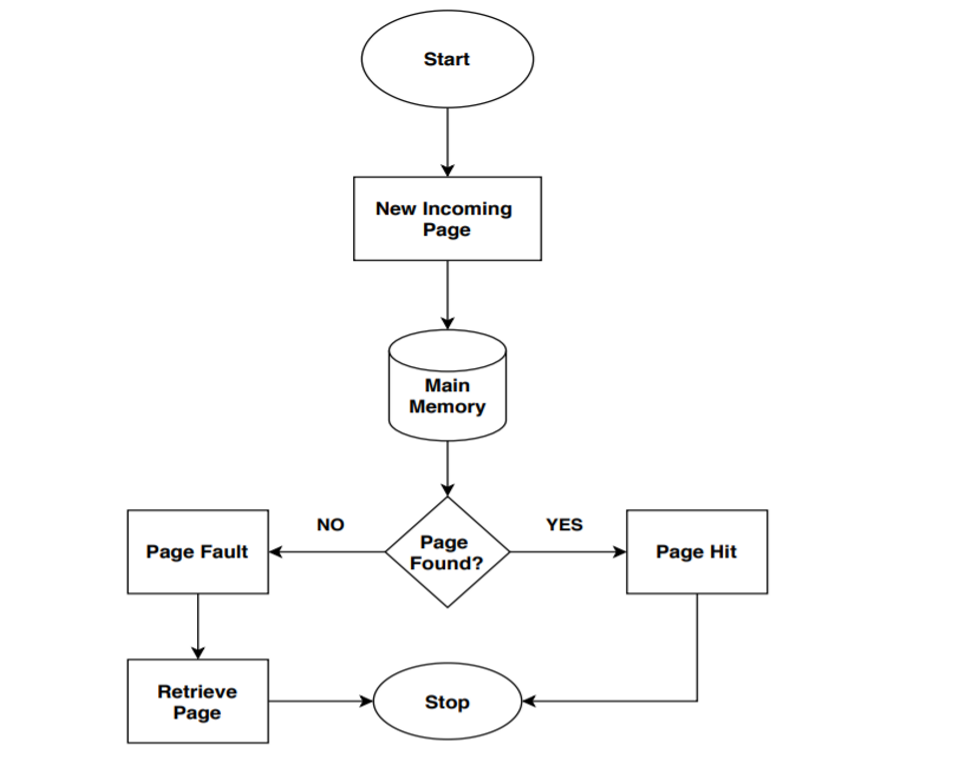 Start
New Incoming
Page
Main
Memory
NO
YES
Page Fault
Page
Found?
Page Hit
Retrieve
Page
Stop